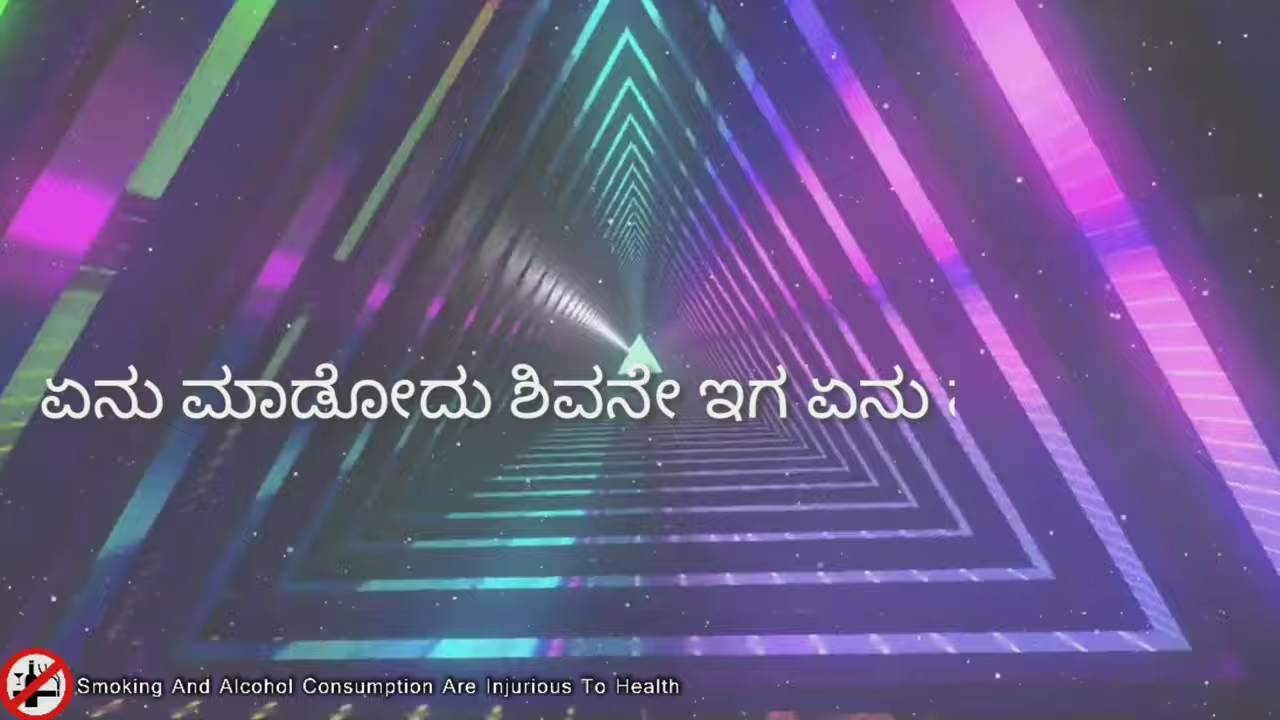 ಏನು ಮಾಡೋದು ಶಿವನೇ ಇಗ ಏನು
Smoking And Alcohol Consumption Are Injurious To Health